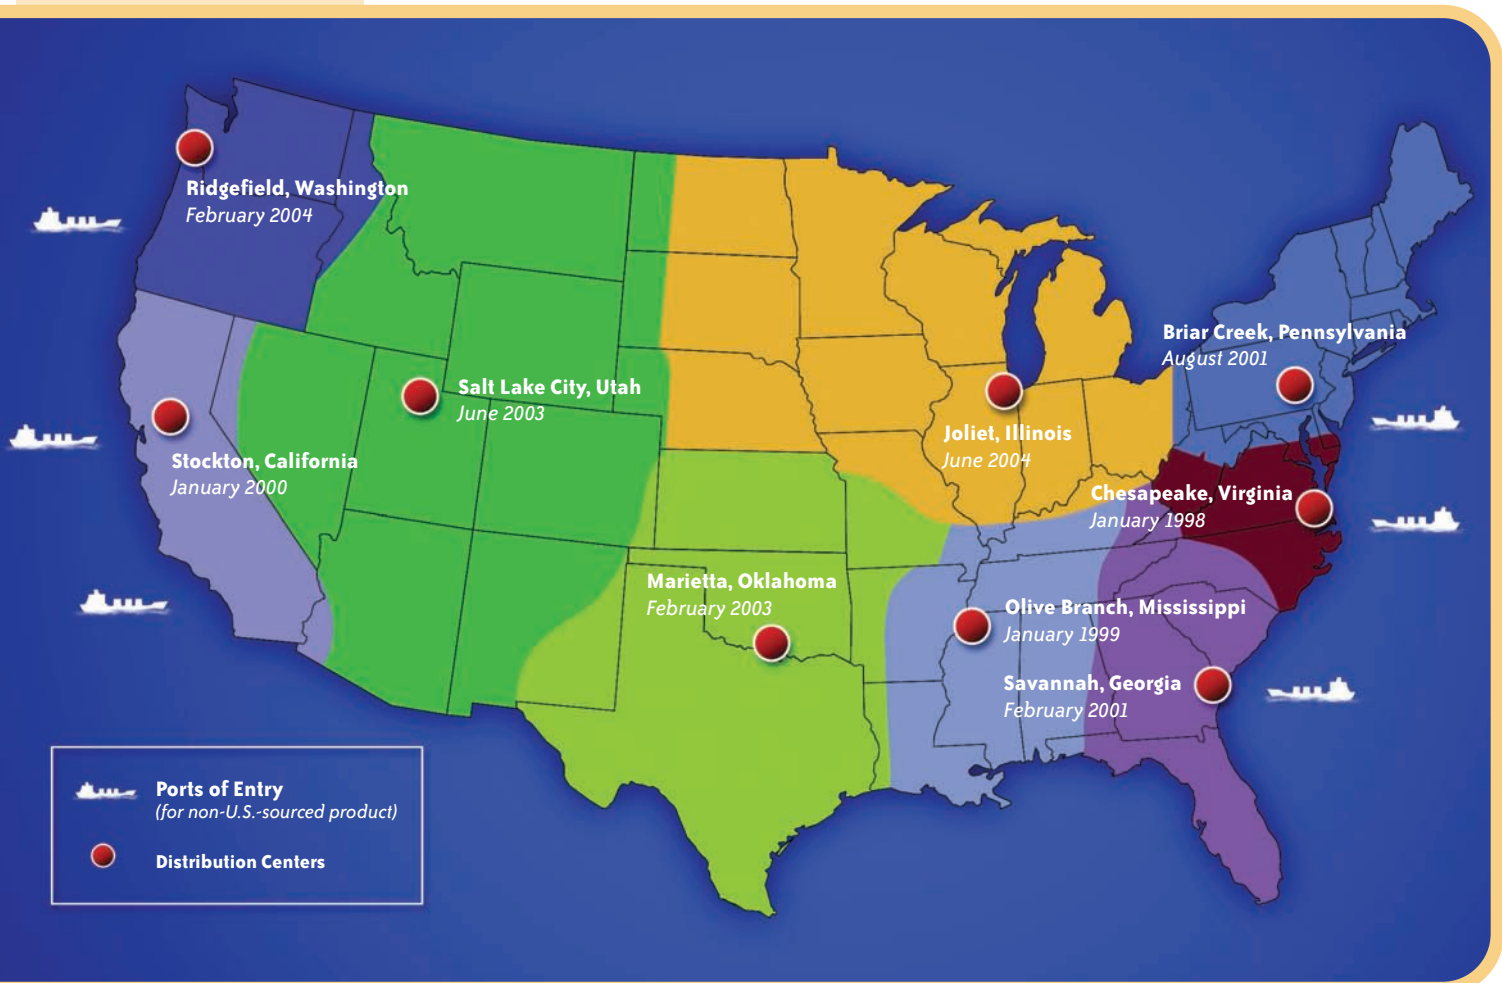 Ridgefield, Washington
February 2004
Briar Creek, Pennsylvania
August 2001
Salt Lake City, Utah
June 2003
Joliet, Illinois
June 2004
Stockton, California
January 2000
Chesapeake, Virginia
January 1998
Marietta, Oklahoma
February 2003
Olive Branch, Mississippi
January 1999
Savannah, Georgia
February 2001
Ports of Entry
(for non-U.S.-sourced product)
Distribution Centers